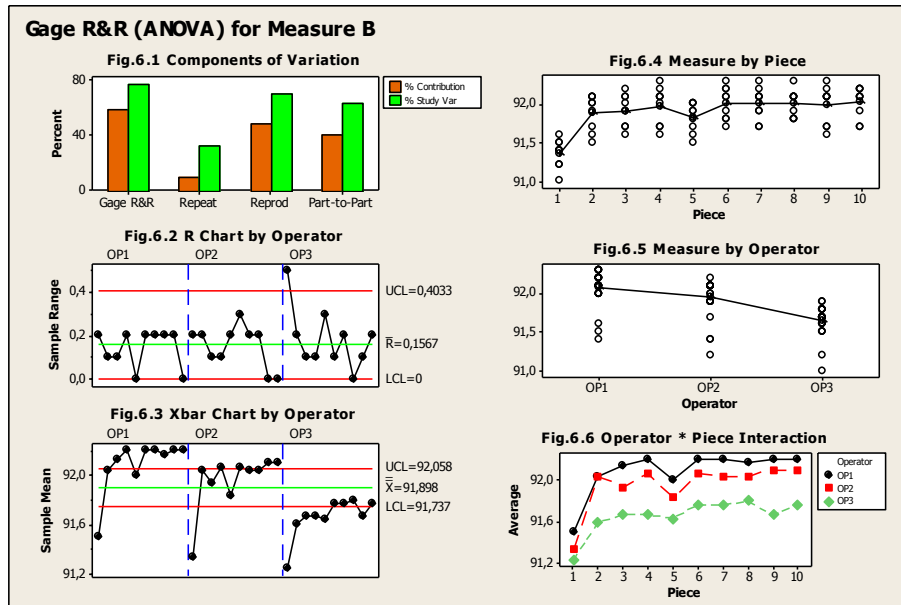 Gage R&R (ANOVA) for Measure B
Fig.6.1 Components of Variation
80
40
0
Percent
Gage R&R Repeat Reprod Part-to-Part
% Contribution
% Study Var
Fig.6.2 R Chart by Operator
OP1 OP2 OP3
0,4
0,2
0,0
Sample Range
UCL=0,4033
R=0,1567
LCL=0
Fig.6.3 Xbar Chart by Operator
OP1 OP2 OP3
92,0
91,6
91,2
Sample Mean
UCL=92,058
X=91,898
LCL=91,737
Fig.6.4 Measure by Piece
92,0
91,5
91,0
1 2 3 4 5 6 7 8 9 10
Piece
Fig.6.5 Measure by Operator
92,0
91,5
91,0
OP1 OP2 OP3
Operator
Fig.6.6 Operator * Piece Interaction
92,0
91,6
91,2
Average
1 2 3 4 5 6 7 8 9 10
Piece
Operator
OP1
OP2
OP3